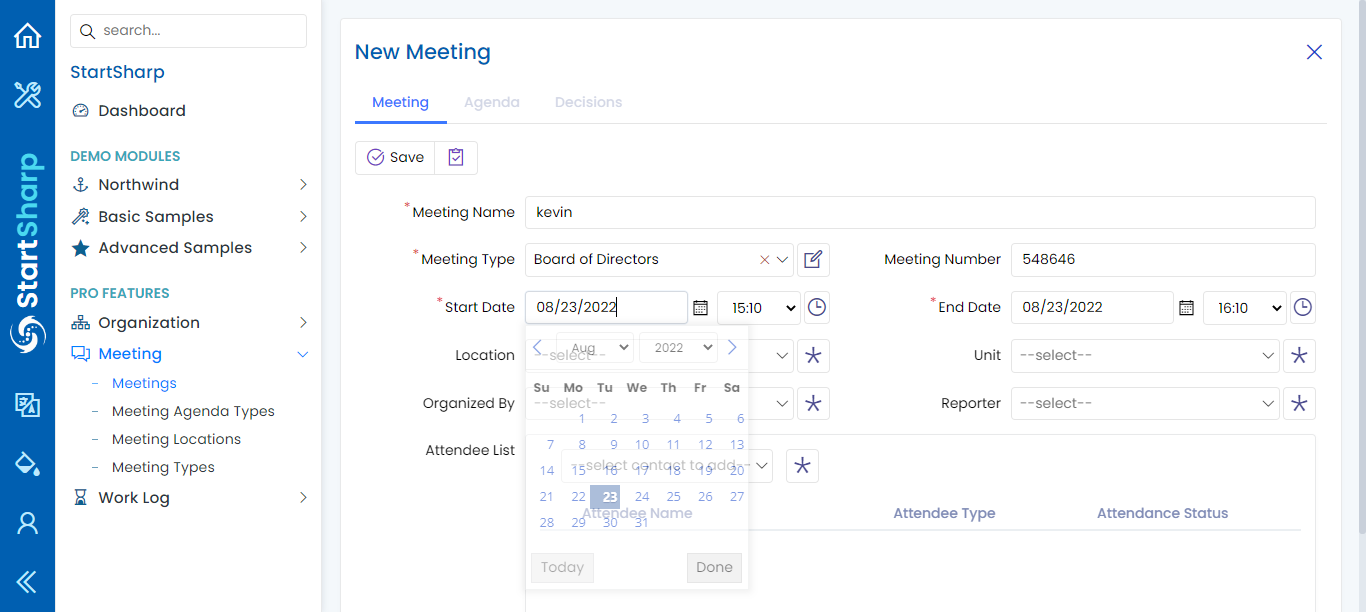 search...
StartSharp
Dashboard
DEMO MODULES
Northwind
Basic Samples
Advanced Samples
PRO FEATURES
Organization
Meeting
Meetings
Meeting Agenda Types
Meeting Locations
Meeting Types
Work Log
StartSharp
New Meeting
Meeting Agenda Decisions
Save
*Meeting Name kevin
*Meeting Type Board of Directors Meeting Number 548646
*Start Date 08/23/2022 15:10 *End Date 08/23/2022 16:10
Location --select-- Unit --select--
Aug 2022
Su Mo Tu We Th Fr Sa
Organized By --select-- Reporter --select--
1 2 3 4 5 6
7 8 9 10 11 12 13
Attendee List
--select contact to add--
14 15 16 17 18 19 20
21 22 23 24 25 26 27
Attendee Name Attendee Type Attendance Status
28 29 30 31
Today Done